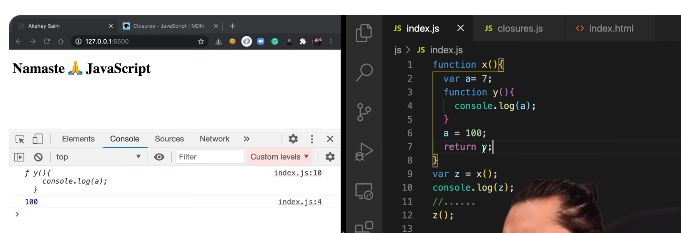 Akshay Saini
Closures - JavaScript | MDN
127.0.0.1:5500
Namaste 🙏 JavaScript
Elements Console Sources Network »
top Filter Custom levels
ƒ y(){ index.js:10
console.log(a);
}
100 index.js:4
>
JS index.js × JS closures.js <> index.html
js > JS index.js
1 function x(){
2 var a= 7;
3 function y(){
4 console.log(a);
5 }
6 a = 100;
7 return y;
8 }
9 var z = x();
10 console.log(z);
11 //......
12 z();
13